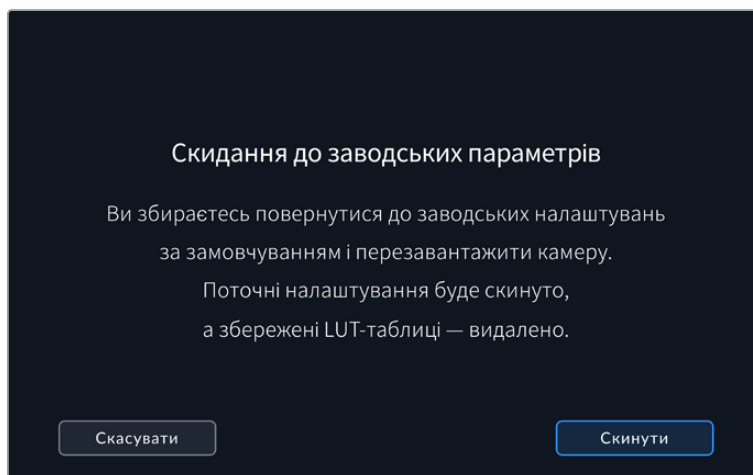 Скидання до заводських параметрів
Ви збираєтесь повернутися до заводських налаштувань
за замовчуванням і перезавантажити камеру.
Поточні налаштування буде скинуто,
а збережені LUT-таблиці — видалено.
Скасувати
Скинути